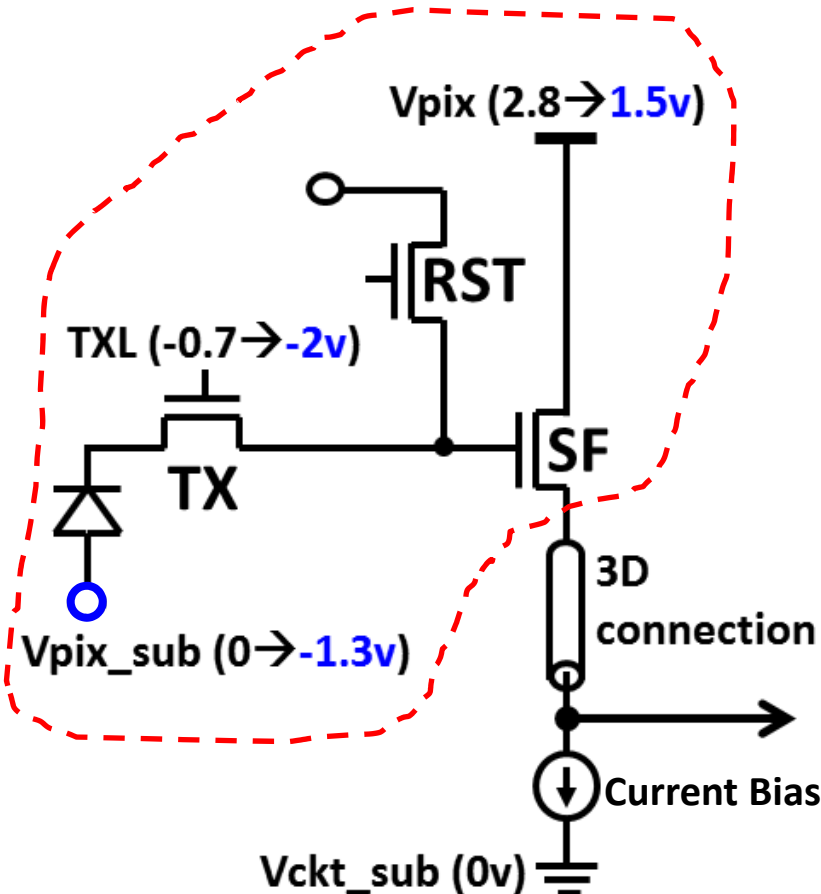 Vpix (2.8→1.5v)
RST
TXL (-0.7→-2v)
SF
TX
3D
connection
Vpix_sub (0→-1.3v)
Current Bias
Vckt_sub (0v)